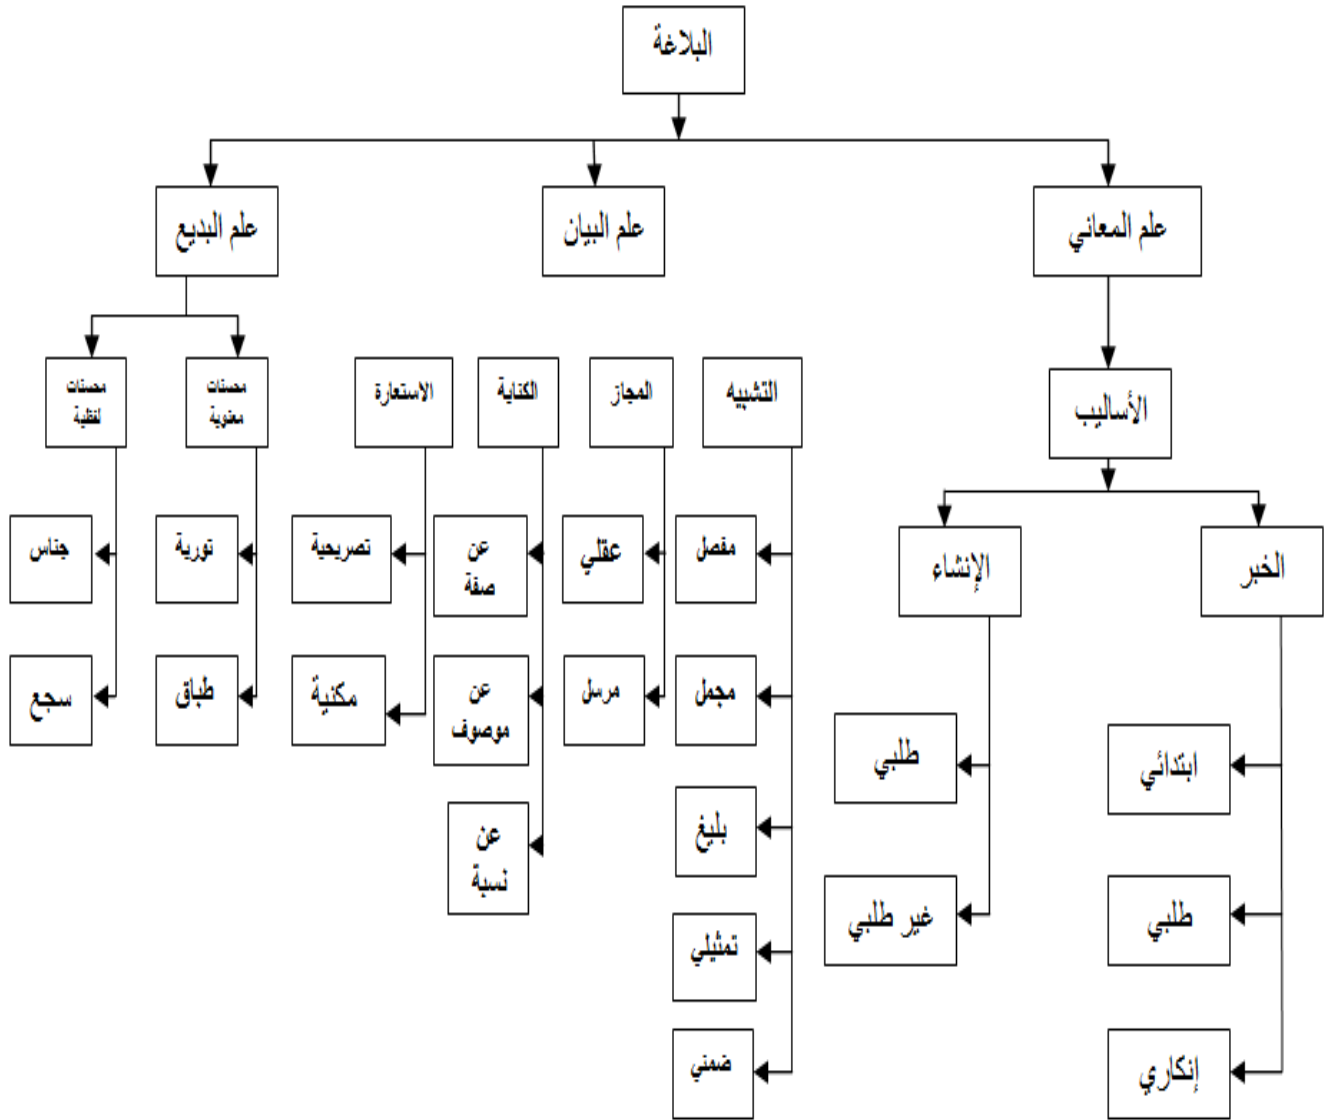 البلاغة
علم المعاني
علم البيان
علم البديع
الأساليب
الخبر
الإنشاء
ابتدائي
طلبي
إنكاري
طلبي
غير طلبي
التشبيه
المجاز
الكناية
الاستعارة
مفصل
مجمل
بليغ
تمثيلي
ضمني
عقلي
مرسل
عن
صفة
عن
موصوف
عن
نسبة
تصريحية
مكنية
محسنات
معنوية
محسنات
لفظية
تورية
طباق
جناس
سجع